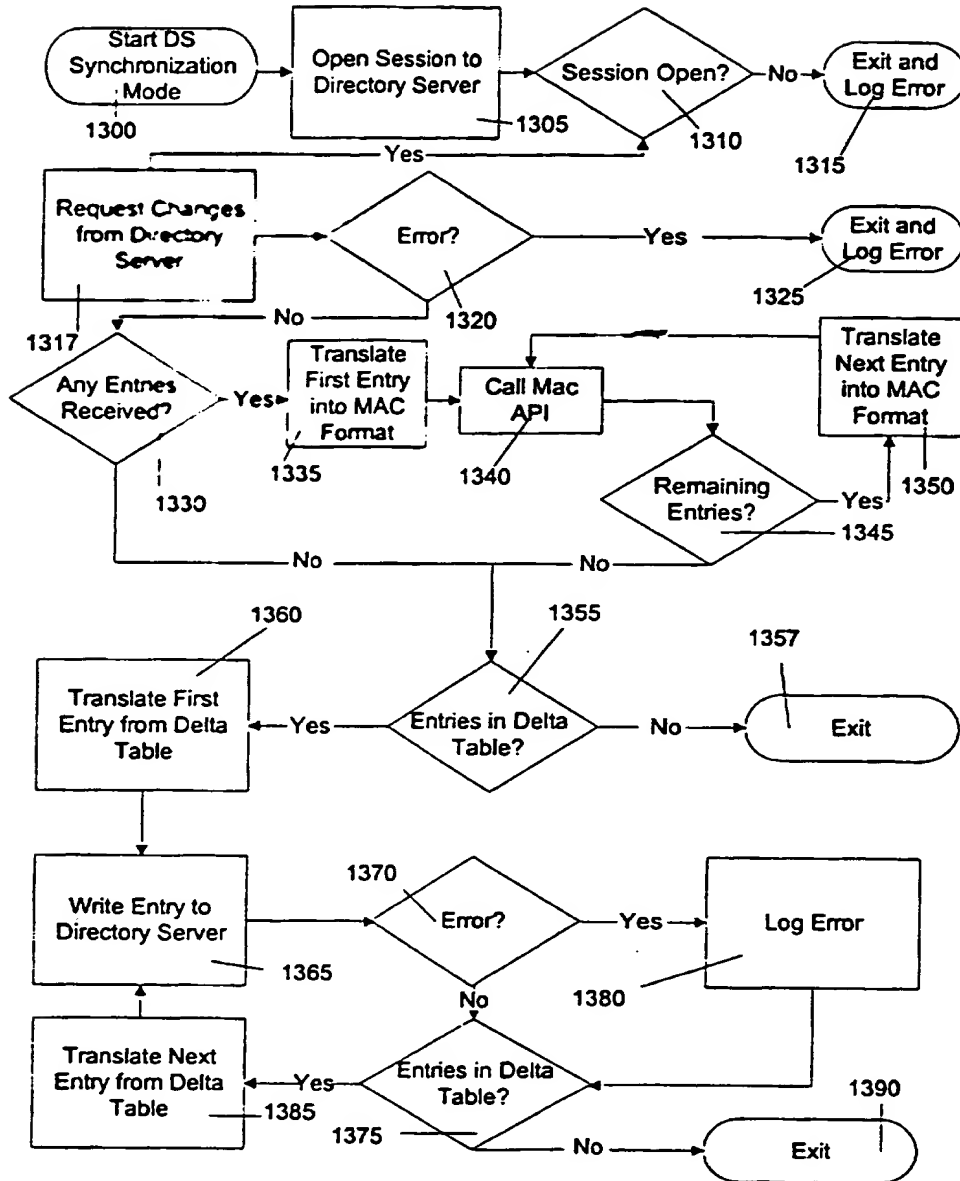 Start DS
Synchronization
Mode
1300
Open Session to
Directory Server
1305
Session Open?
1310
No
Exit and
Log Error
1315
Yes
Request Changes
from Directory
Server
1317
Error?
1320
Yes
Exit and
Log Error
1325
No
Any Entries
Received?
1330
Yes
Translate
First Entry
into MAC
Format
1335
Call Mac
API
1340
Remaining
Entries?
1345
Yes
Translate
Next Entry
into MAC
Format
1350
No
No
1360
1355
1357
Translate First
Entry from Delta
Table
Yes
Entries in Delta
Table?
No
Exit
Write Entry to
Directory Server
1365
1370
Error?
Yes
Log Error
1380
No
Translate Next
Entry from Delta
Table
1385
Yes
Entries in Delta
Table?
1375
No
1390
Exit